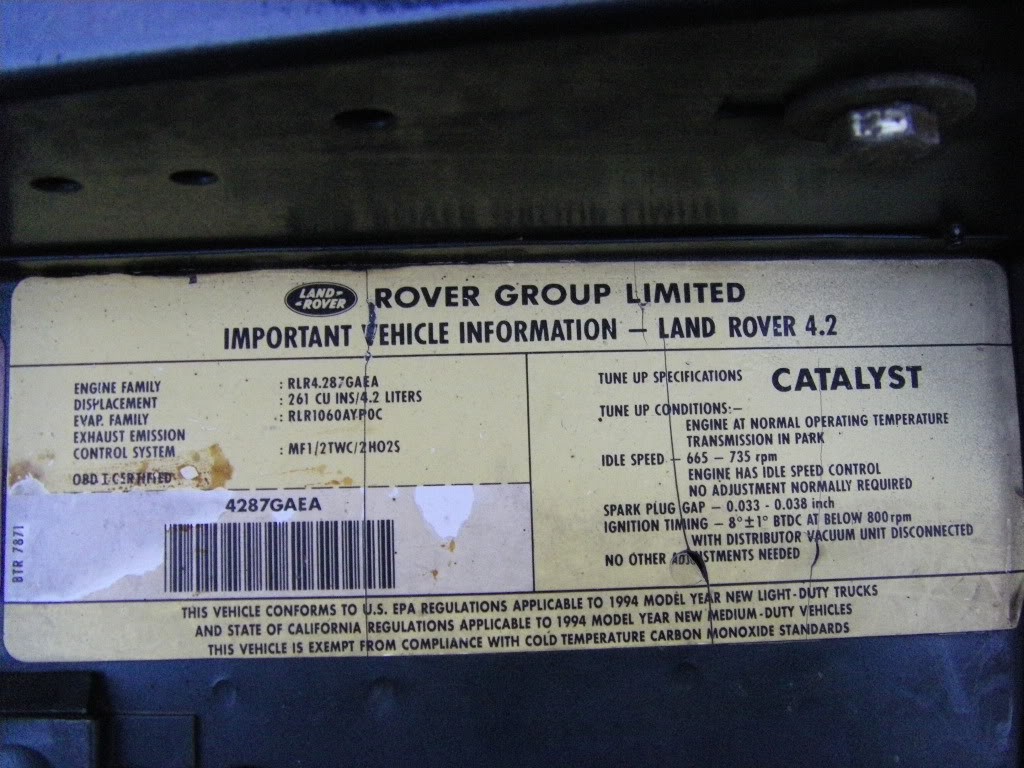 LAND-
-ROVER
ROVER GROUP LIMITED
IMPORTANT VEHICLE INFORMATION – LAND ROVER 4.2
ENGINE FAMILY : RLR4.287GAEA
DISPLACEMENT : 261 CU INS/4.2 LITERS
EVAP. FAMILY : RLR1060AYP0C
EXHAUST EMISSION
CONTROL SYSTEM : MF1/2TWC/2HO2S
OBD I CERTIFIED
4287GAEA
BTR 7871
TUNE UP SPECIFICATIONS CATALYST
TUNE UP CONDITIONS:–
ENGINE AT NORMAL OPERATING TEMPERATURE
TRANSMISSION IN PARK
IDLE SPEED – 665 – 735 rpm
ENGINE HAS IDLE SPEED CONTROL
NO ADJUSTMENT NORMALLY REQUIRED
SPARK PLUG GAP – 0.033 - 0.038 inch
IGNITION TIMING – 8°±1° BTDC AT BELOW 800rpm
WITH DISTRIBUTOR VACUUM UNIT DISCONNECTED
NO OTHER ADJUSTMENTS NEEDED
THIS VEHICLE CONFORMS TO U.S. EPA REGULATIONS APPLICABLE TO 1994 MODEL YEAR NEW LIGHT-DUTY TRUCKS
AND STATE OF CALIFORNIA REGULATIONS APPLICABLE TO 1994 MODEL YEAR NEW MEDIUM-DUTY VEHICLES
THIS VEHICLE IS EXEMPT FROM COMPLIANCE WITH COLD TEMPERATURE CARBON MONOXIDE STANDARDS